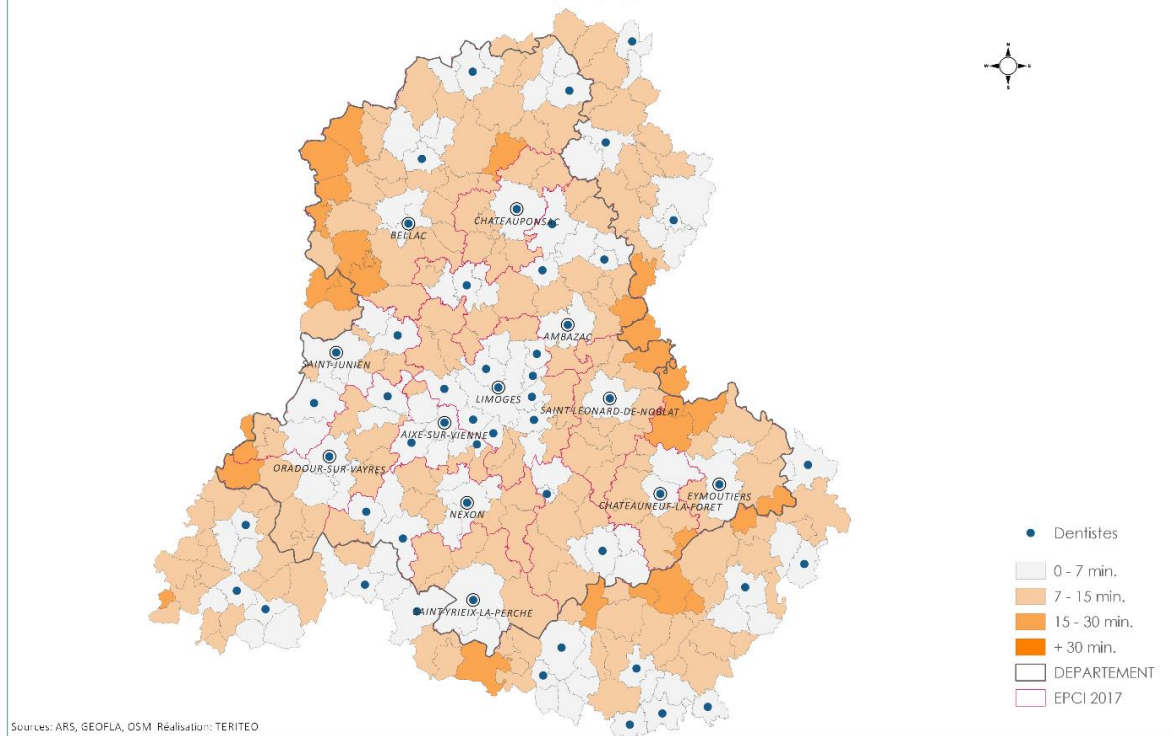 N
W E
S
CHATEAUPONSAC
BELLAC
AMBAZAC
SAINT-JUNIEN
LIMOGES
SAINT-LEONARD-DE-NOBLAT
AIXE-SUR-VIENNE
ORADOUR-SUR-VAYRES
EYMOUTIERS
CHATEAUNEUF-LA-FORET
NEXON
SAINT-YRIEIX-LA-PERCHE
Dentistes
0 - 7 min.
7 - 15 min.
15 - 30 min.
+ 30 min.
DEPARTEMENT
EPCI 2017
Sources: ARS, GEOFLA, OSM Réalisation: TERITEO